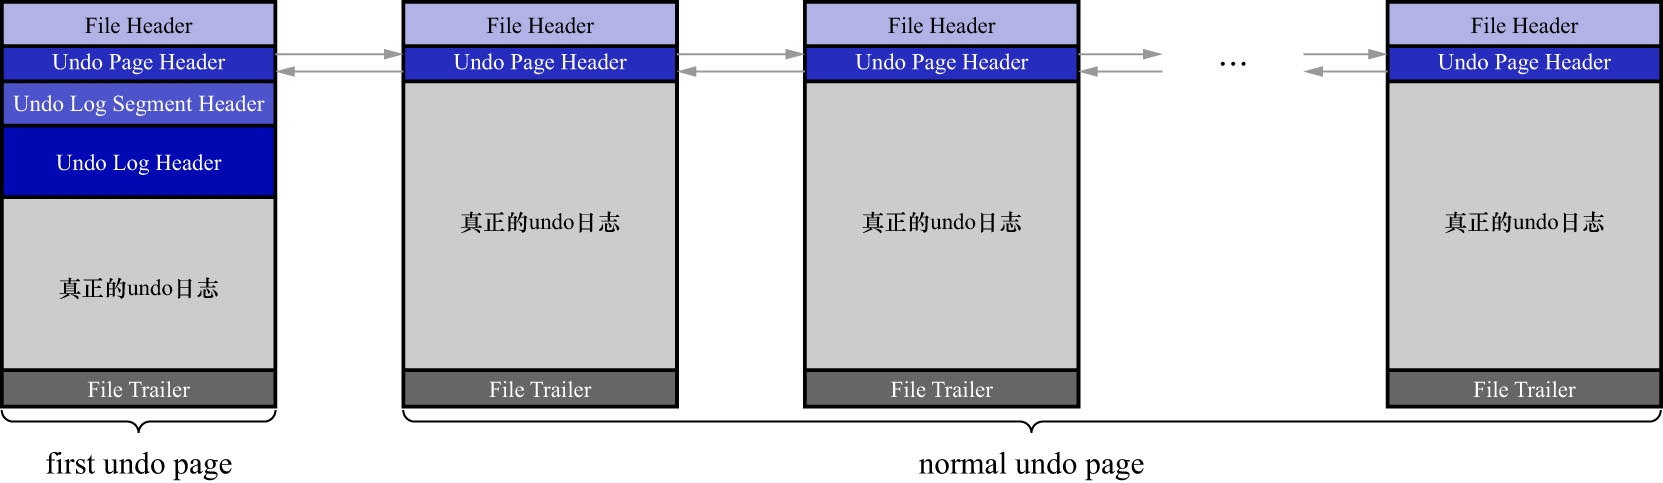 File Header
Undo Page Header
Undo Log Segment Header
Undo Log Header
真正的undo日志
File Trailer
first undo page
File Header
Undo Page Header
真正的undo日志
File Trailer
File Header
Undo Page Header
真正的undo日志
File Trailer
...
File Header
Undo Page Header
真正的undo日志
File Trailer
normal undo page